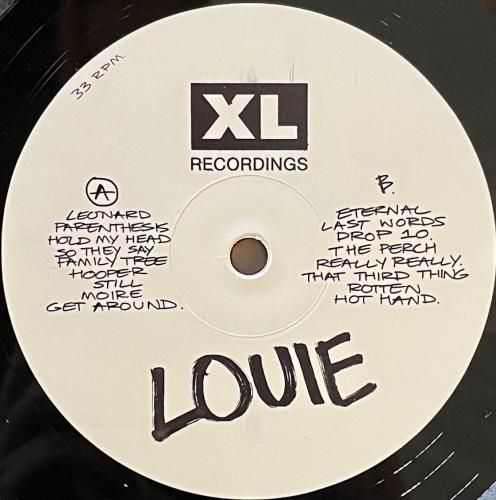 33 RPM.
XL
RECORDINGS
A
LEONARD
PARENTHESIS
HOLD MY HEAD
SO THEY SAY
FAMILY TREE
HOOPER
STILL
MOIRE
GET AROUND.
B.
ETERNAL
LAST WORDS
DROP 10.
THE PERCH
REALLY REALLY.
THAT THIRD THING
ROTTEN
HOT HAND.
LOUIE